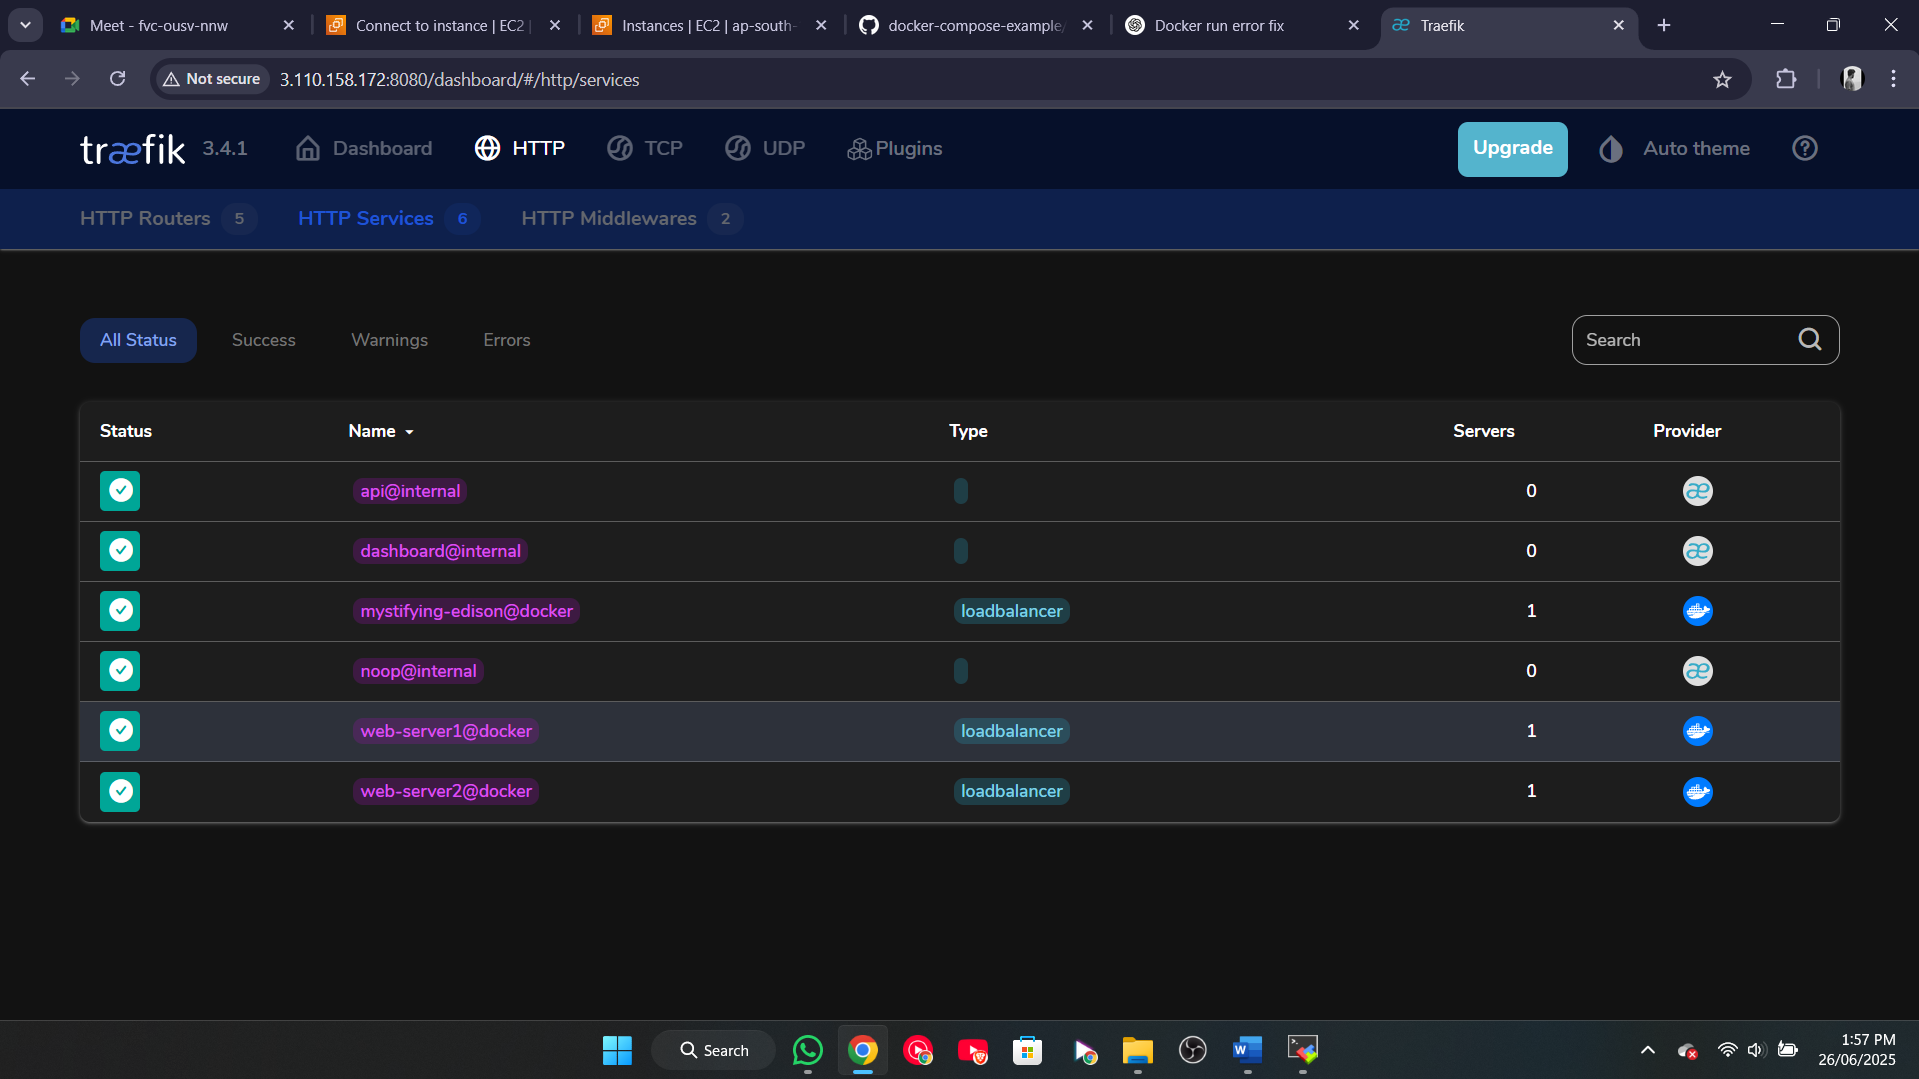 Meet - fvc-ousv-nnw
Connect to instance | EC2 |
Instances | EC2 | ap-south-
docker-compose-example/
Docker run error fix
Traefik
Not secure
3.110.158.172:8080/dashboard/#/http/services
træfik 3.4.1 Dashboard HTTP TCP UDP Plugins Upgrade Auto theme
HTTP Routers 5 HTTP Services 6 HTTP Middlewares 2
All Status Success Warnings Errors Search
Status Name Type Servers Provider
api@internal 0
dashboard@internal 0
mystifying-edison@docker loadbalancer 1
noop@internal 0
web-server1@docker loadbalancer 1
web-server2@docker loadbalancer 1
Search
1:57 PM
26/06/2025